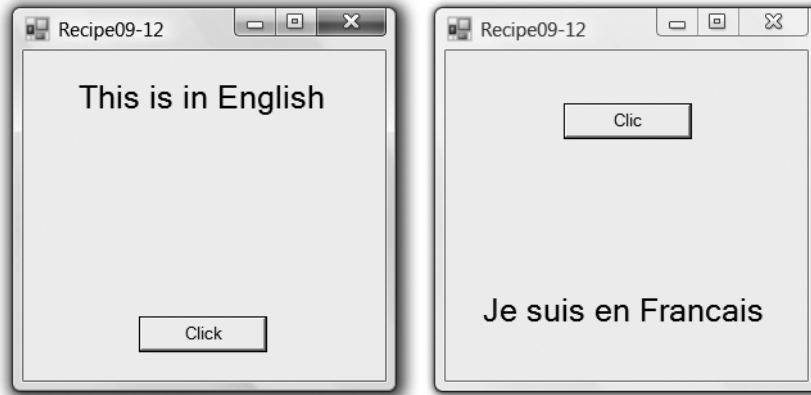 Recipe09-12
This is in English
Click
Recipe09-12
Clic
Je suis en Francais